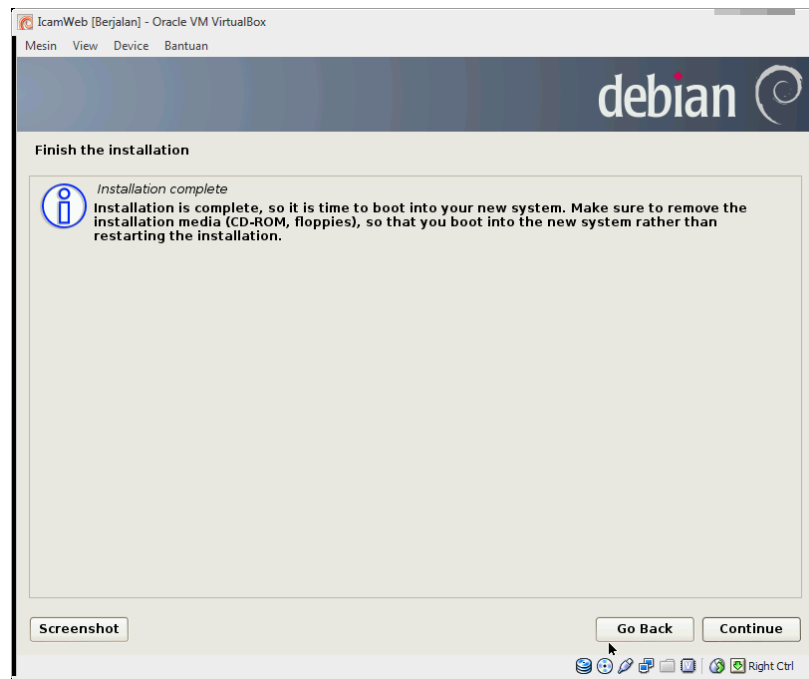 IcamWeb [Berjalan] - Oracle VM VirtualBox
Mesin View Device Bantuan
debian
Finish the installation
Installation complete
Installation is complete, so it is time to boot into your new system. Make sure to remove the
installation media (CD-ROM, floppies), so that you boot into the new system rather than
restarting the installation.
Screenshot Go Back Continue
Right Ctrl